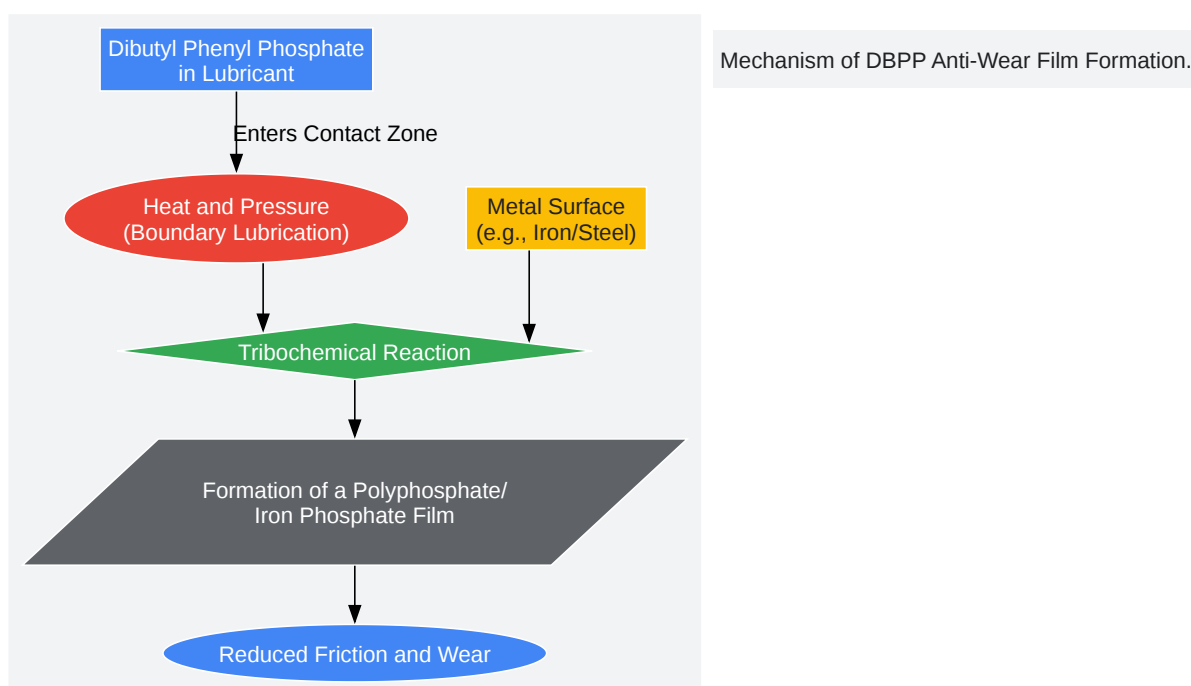 Dibutyl Phenyl Phosphate
in Lubricant
Mechanism of DBPP Anti-Wear Film Formation.
Enters Contact Zone
Heat and Pressure
(Boundary Lubrication)
Metal Surface
(e.g., Iron/Steel)
Tribochemical Reaction
Formation of a Polyphosphate/
Iron Phosphate Film
Reduced Friction and Wear